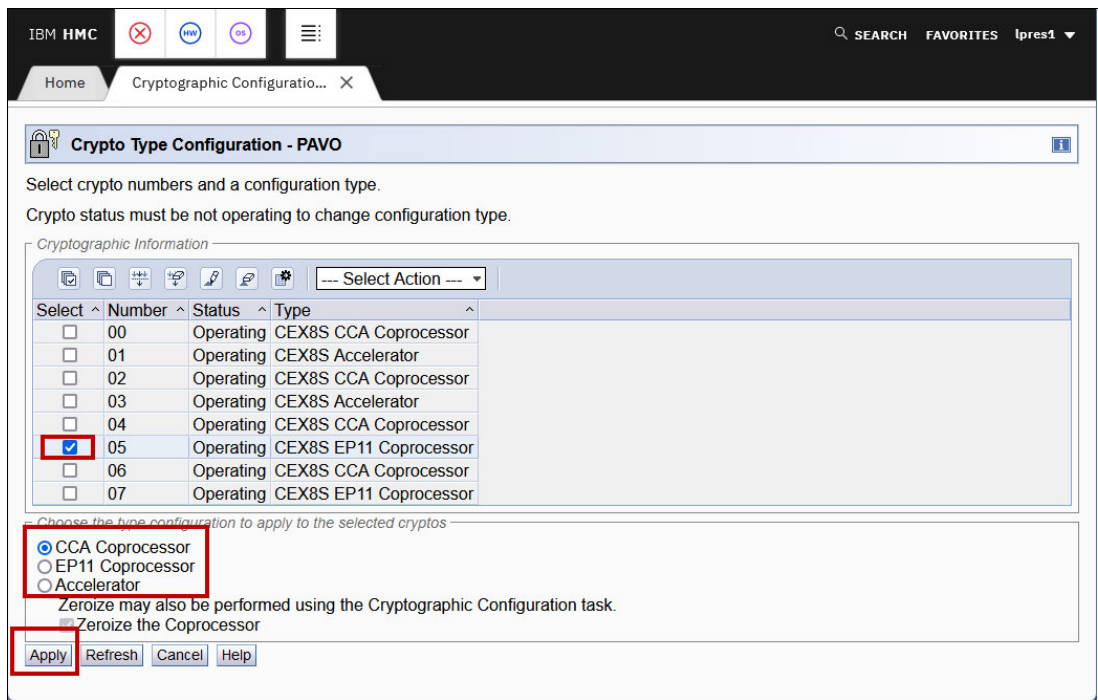 IBM HMC HW OS SEARCH FAVORITES lpres1
Home Cryptographic Configuratio...
Crypto Type Configuration - PAVO
Select crypto numbers and a configuration type.
Crypto status must be not operating to change configuration type.
Cryptographic Information
--- Select Action ---
Select Number Status Type
00 Operating CEX8S CCA Coprocessor
01 Operating CEX8S Accelerator
02 Operating CEX8S CCA Coprocessor
03 Operating CEX8S Accelerator
04 Operating CEX8S CCA Coprocessor
05 Operating CEX8S EP11 Coprocessor
06 Operating CEX8S CCA Coprocessor
07 Operating CEX8S EP11 Coprocessor
Choose the type configuration to apply to the selected cryptos
CCA Coprocessor
EP11 Coprocessor
Accelerator
Zeroize may also be performed using the Cryptographic Configuration task.
Zeroize the Coprocessor
Apply Refresh Cancel Help